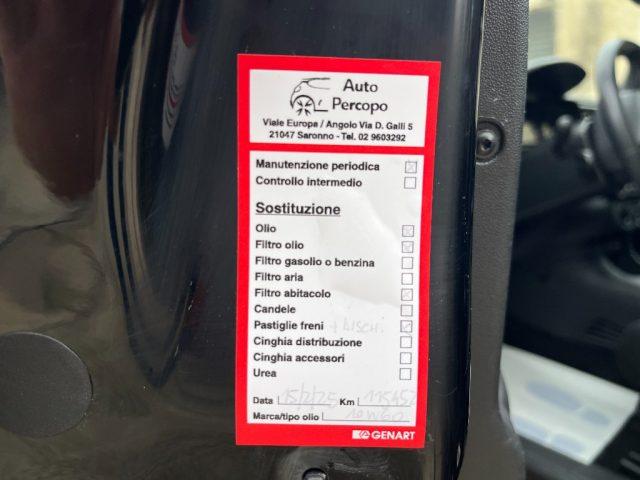 Auto
Percopo
Viale Europa / Angolo Via D. Galli 5
21047 Saronno - Tel. 02 9603292
Manutenzione periodica
Controllo intermedio
Sostituzione
Olio
Filtro olio
Filtro gasolio o benzina
Filtro aria
Filtro abitacolo
Candele
Pastiglie freni + DISCHI
Cinghia distribuzione
Cinghia accessori
Urea
Data 15/2/25 Km 115452
Marca/tipo olio 10W60
GENART